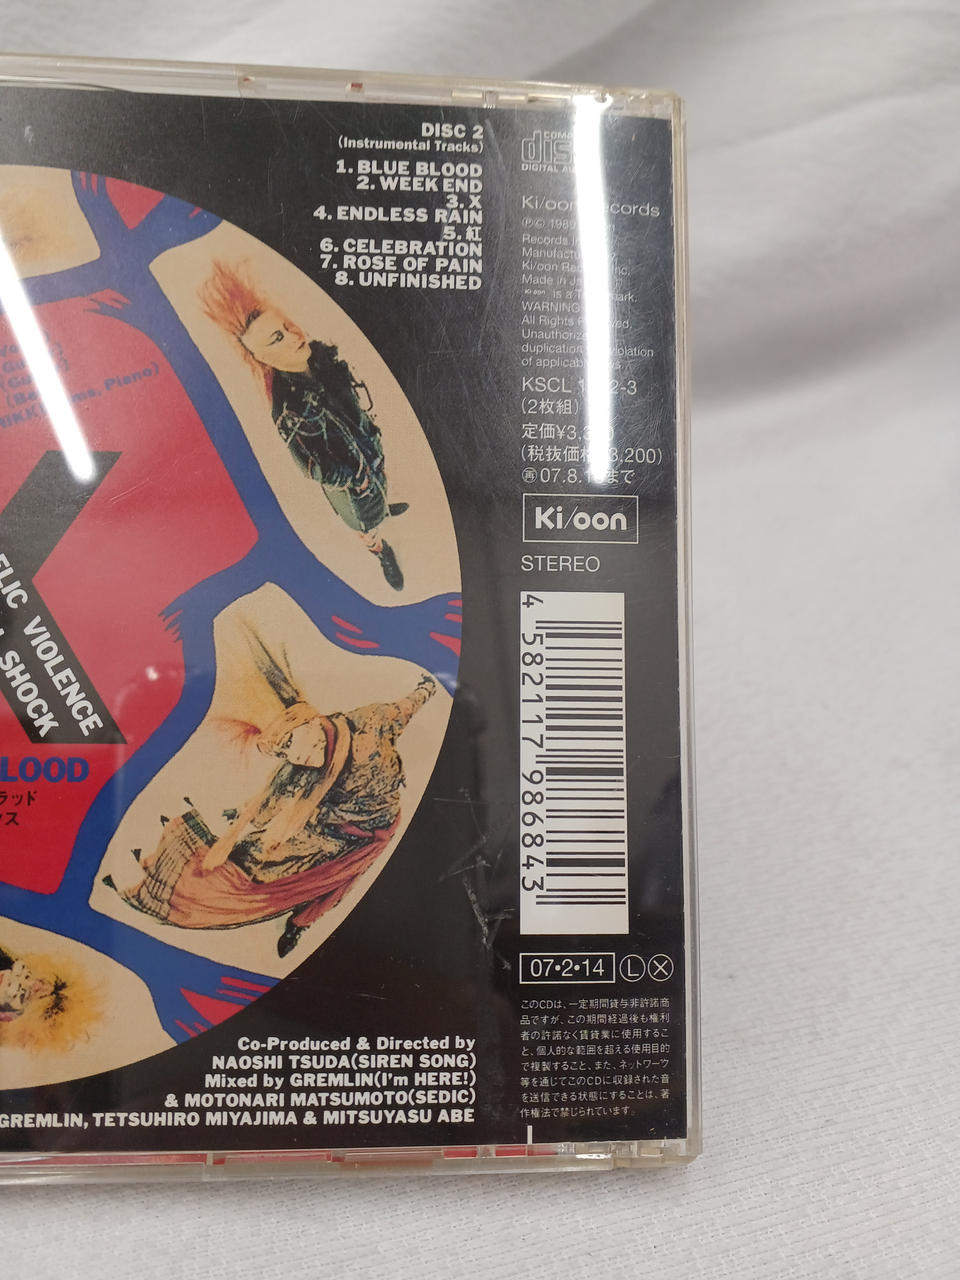 DISC 2
(Instrumental Tracks)
1. BLUE BLOOD
2. WEEK END
3. X
4. ENDLESS RAIN
5. 紅
6. CELEBRATION
7. ROSE OF PAIN
8. UNFINISHED
Piano)
VIOLENCE
SHOCK
LOOD
ラッド
Co-Produced & Directed by
NAOSHI TSUDA(SIREN SONG)
Mixed by GREMLIN(I'm HERE!)
& MOTONARI MATSUMOTO(SEDIC)
GREMLIN, TETSUHIRO MIYAJIMA & MITSUYASU ABE
DIGITAL
Ki/oon Records
Records
Ki/oon
Made in
is a
WARNING
All Rights
duplication
of
KSCL
(2枚組)
定価
(税抜価格 3,200)
再 07.8. まで
Ki/oon
STEREO
4 582117 986843
07•2•14 L X
このCDは、一定期間貸与非許諾商
品ですが、この期間経過後も権利
者の許諾なく賃貸業に使用するこ
と、個人的な範囲を超える使用目的
で複製すること、また、ネットワーク
等を通じてこのCDに収録された音
を送信できる状態にすることは、著
作権法で禁じられています。